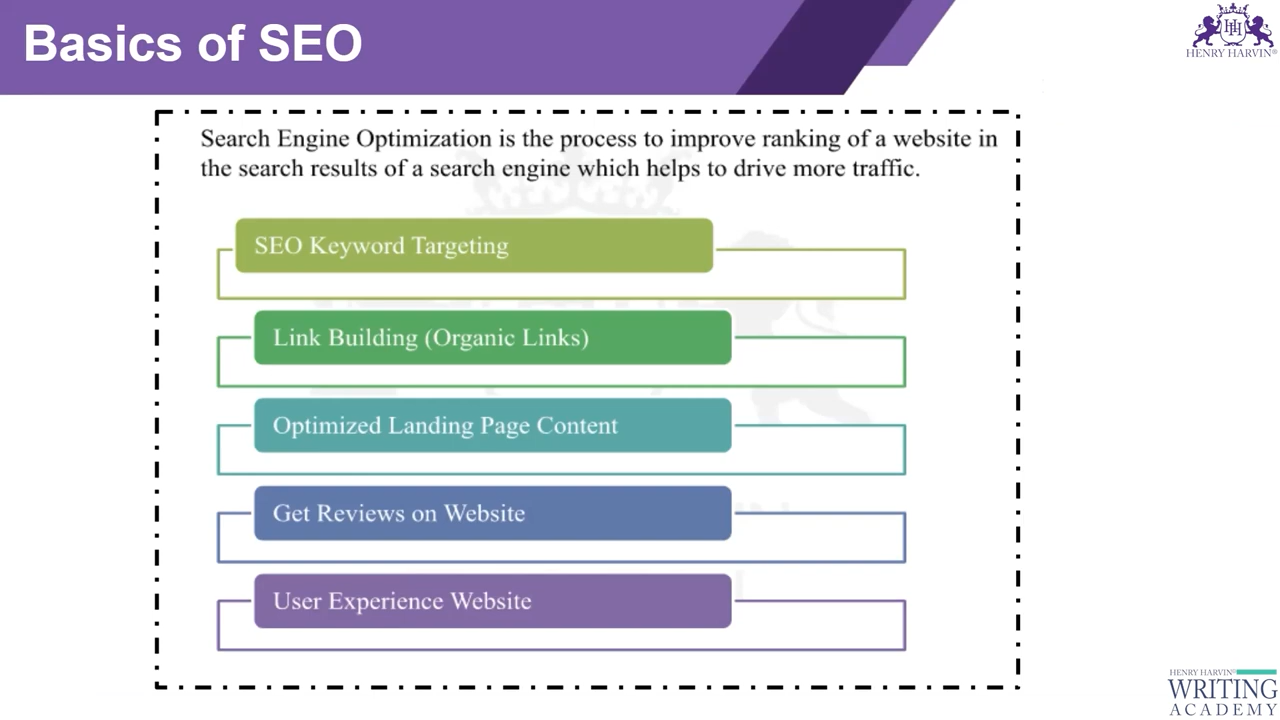 Basics of SEO
HENRY HARVIN®
Search Engine Optimization is the process to improve ranking of a website in
the search results of a search engine which helps to drive more traffic.
SEO Keyword Targeting
Link Building (Organic Links)
Optimized Landing Page Content
Get Reviews on Website
User Experience Website
HENRY HARVIN®
WRITING
ACADEMY